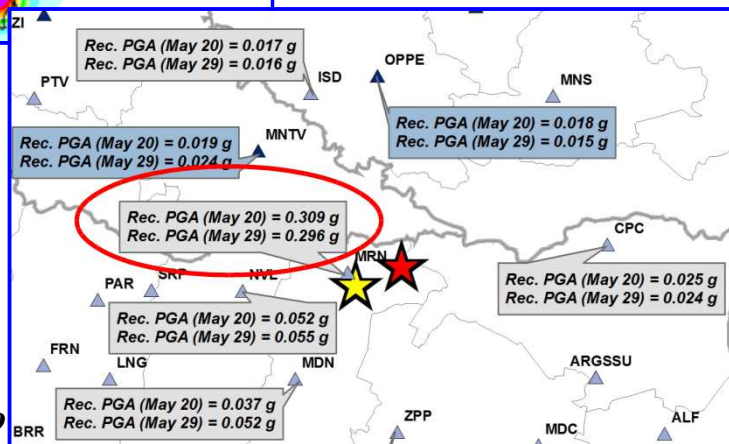 ZI
Rec. PGA (May 20) = 0.017 g
Rec. PGA (May 29) = 0.016 g
PTV
ISD
OPPE
MNS
Rec. PGA (May 20) = 0.019 g
Rec. PGA (May 29) = 0.024 g
MNTV
Rec. PGA (May 20) = 0.018 g
Rec. PGA (May 29) = 0.015 g
Rec. PGA (May 20) = 0.309 g
Rec. PGA (May 29) = 0.296 g
CPC
MRN
Rec. PGA (May 20) = 0.025 g
Rec. PGA (May 29) = 0.024 g
PAR
SRP
NVL
Rec. PGA (May 20) = 0.052 g
Rec. PGA (May 29) = 0.055 g
FRN
LNG
MDN
ARGSSU
Rec. PGA (May 20) = 0.037 g
Rec. PGA (May 29) = 0.052 g
BRR
ZPP
MDC
ALF